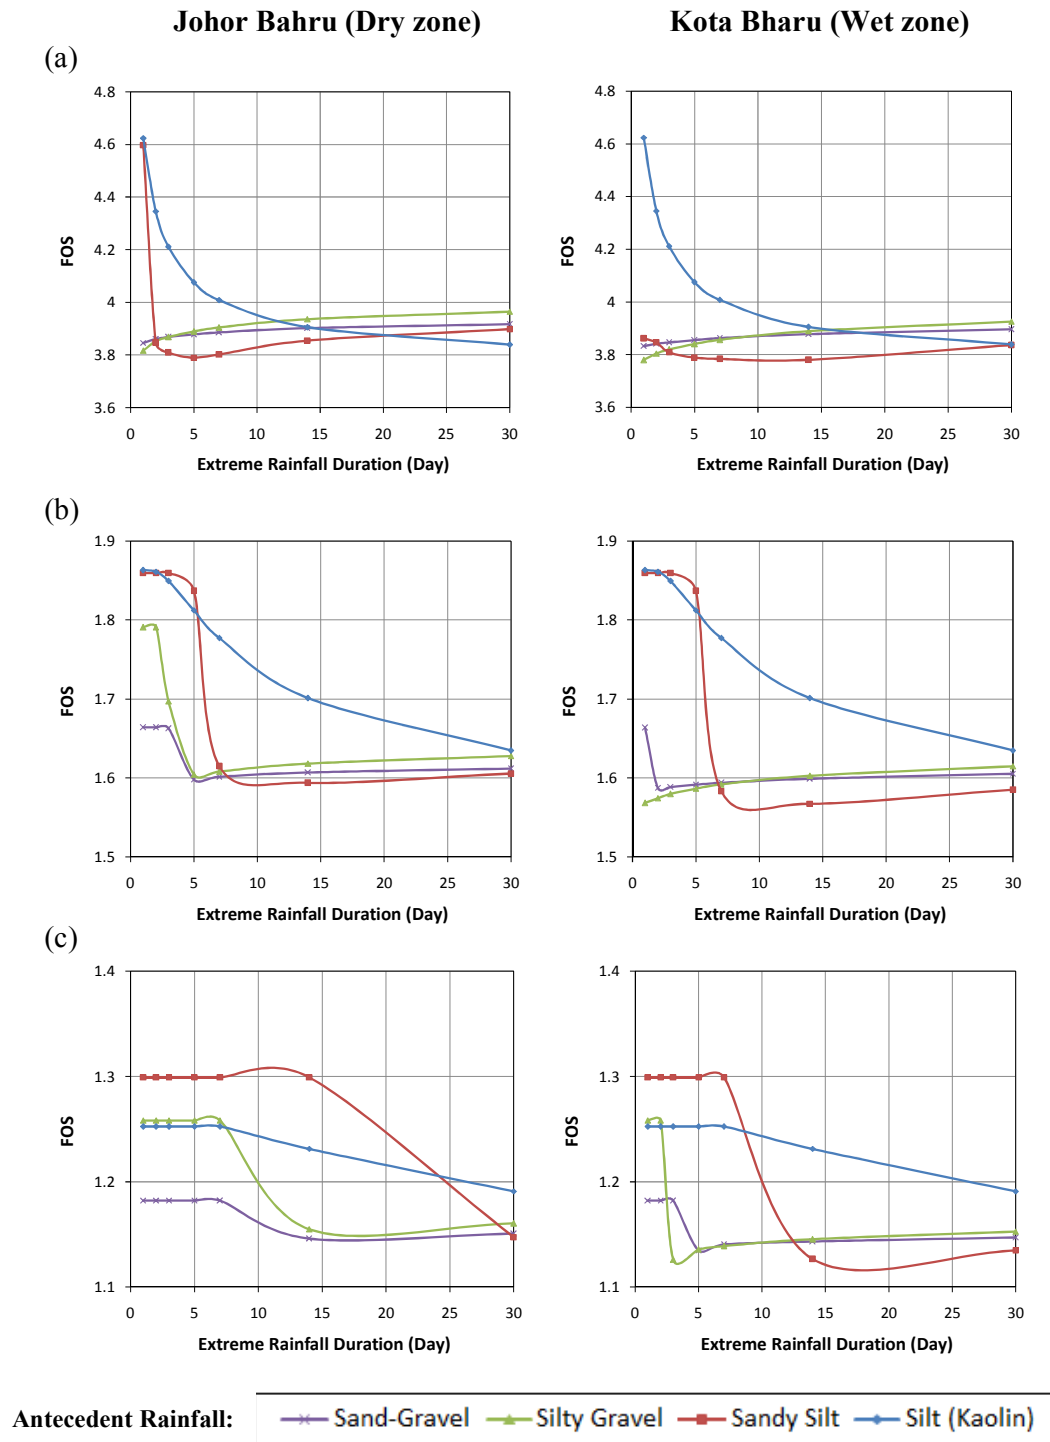 Johor Bahru (Dry zone) Kota Bharu (Wet zone)
(a)
4.8
4.6
4.4
4.2
4
3.8
3.6
FOS
0 5 10 15 20 25 30
Extreme Rainfall Duration (Day)
4.8
4.6
4.4
4.2
4
3.8
3.6
FOS
0 5 10 15 20 25 30
Extreme Rainfall Duration (Day)
(b)
1.9
1.8
1.7
1.6
1.5
FOS
0 5 10 15 20 25 30
Extreme Rainfall Duration (Day)
1.9
1.8
1.7
1.6
1.5
FOS
0 5 10 15 20 25 30
Extreme Rainfall Duration (Day)
(c)
1.4
1.3
1.2
1.1
FOS
0 5 10 15 20 25 30
Extreme Rainfall Duration (Day)
1.4
1.3
1.2
1.1
FOS
0 5 10 15 20 25 30
Extreme Rainfall Duration (Day)
Antecedent Rainfall: Sand-Gravel Silty Gravel Sandy Silt Silt (Kaolin)